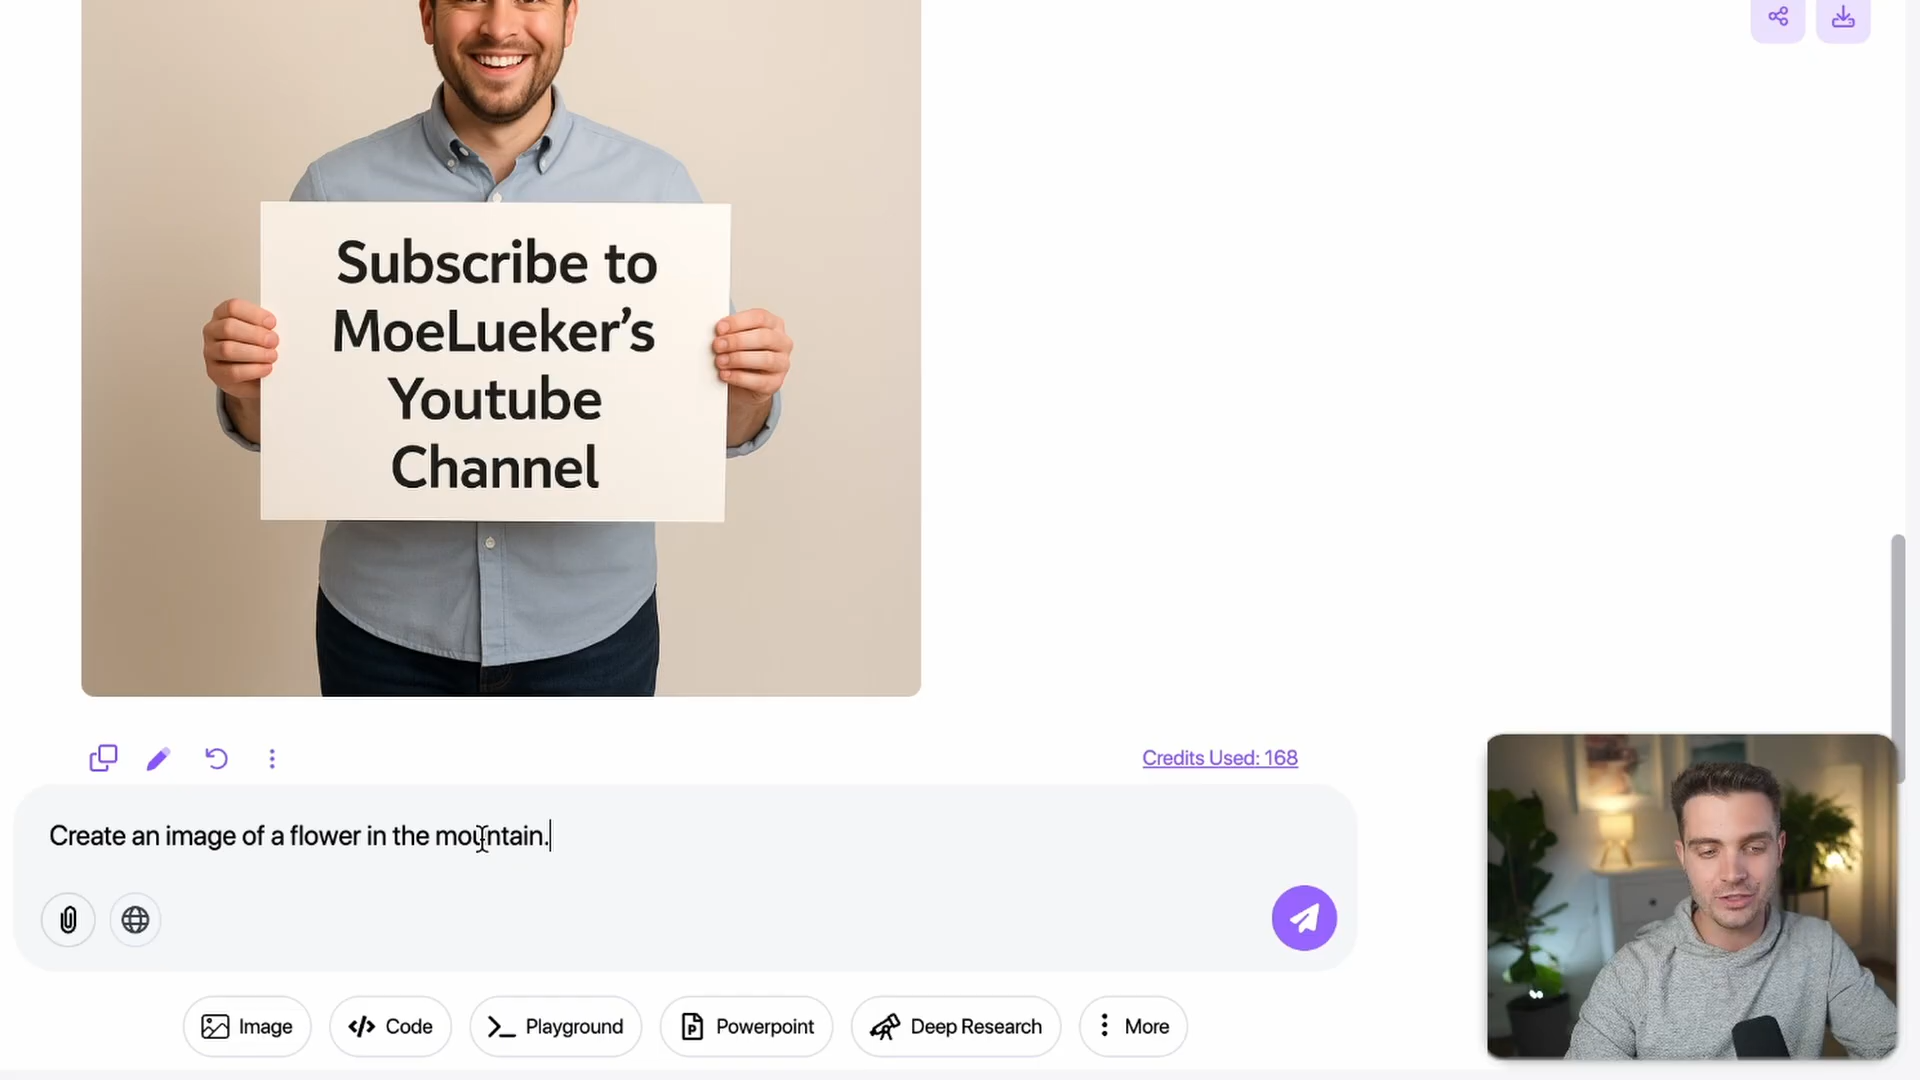 Subscribe to
MoeLueker's
Youtube
Channel
Credits Used: 168
Create an image of a flower in the mountain.
Image
Code
Playground
Powerpoint
Deep Research
More